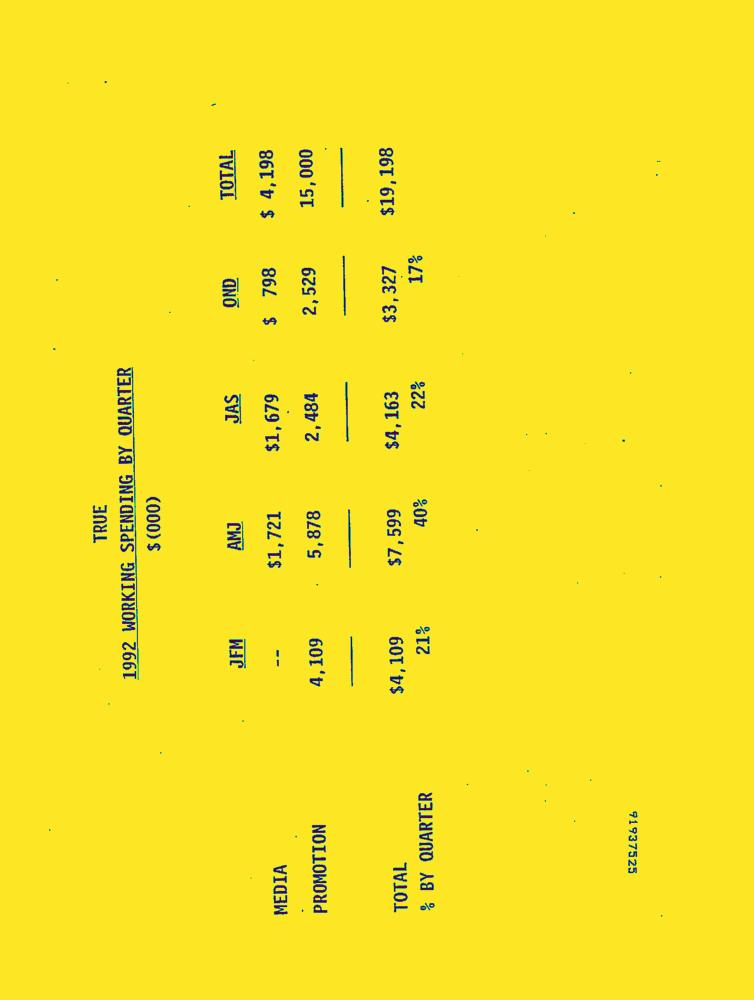 TRUE
1992 WORKING SPENDING BY QUARTER
$(000)
JFM AMJ JAS OND TOTAL
MEDIA -- $1,721 $1,679 $ 798 $ 4,198
PROMOTION 4,109 5,878 2,484 2,529 15,000
TOTAL $4,109 $7,599 $4,163 $3,327 $19,198
% BY QUARTER 21% 40% 22% 17%
91937525